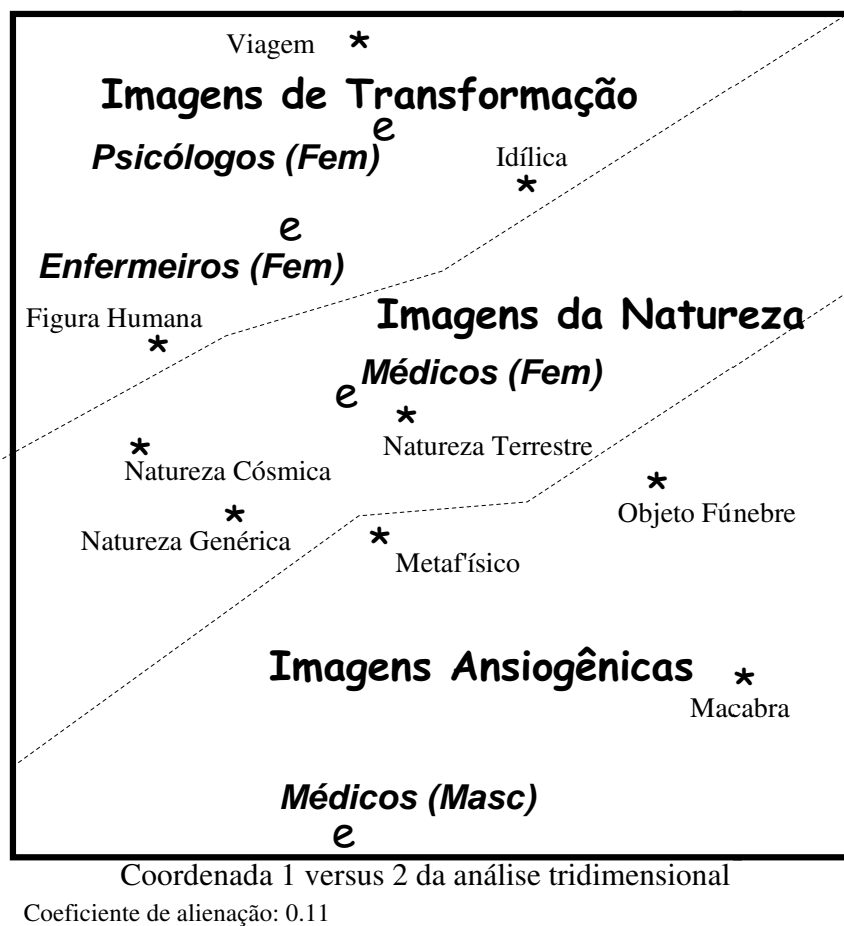 Viagem *
Imagens de Transformação
e
Psicólogos (Fem)
Idílica
*
e
Enfermeiros (Fem)
Figura Humana
*
Imagens da Natureza
Médicos (Fem)
e
*
Natureza Terrestre
*
Natureza Cósmica
*
Objeto Fúnebre
*
Natureza Genérica
*
Metaf'ísico
Imagens Ansiogênicas
*
Macabra
Médicos (Masc)
e
Coordenada 1 versus 2 da análise tridimensional
Coeficiente de alienação: 0.11